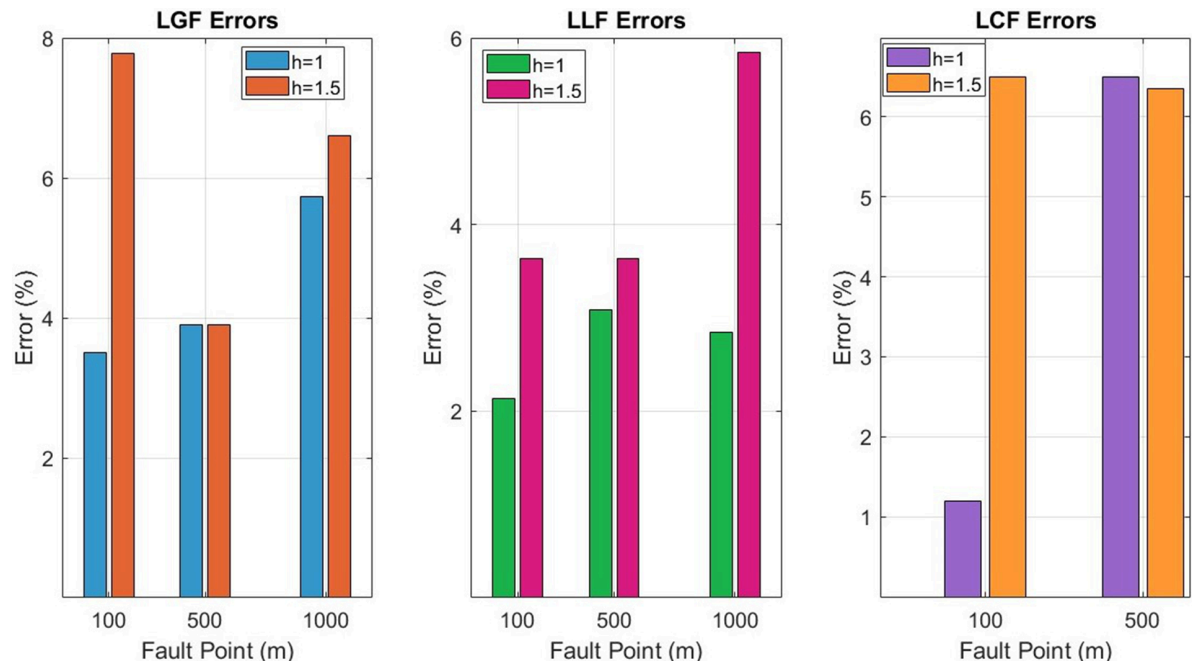 LGF Errors
8
6
4
2
Error (%)
h=1
h=1.5
100 500 1000
Fault Point (m)
LLF Errors
6
4
2
Error (%)
h=1
h=1.5
100 500 1000
Fault Point (m)
LCF Errors
6
5
4
3
2
1
Error (%)
h=1
h=1.5
100 500
Fault Point (m)